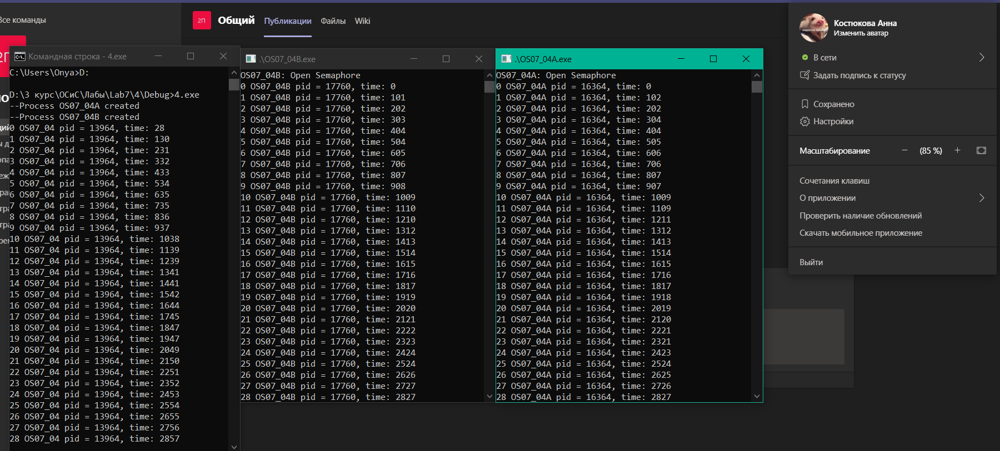 Все команды
2П
Общий
Публикации
Файлы
Wiki
Командная строка - 4.exe
C:\Users\Onya>D:
D:\3 курс\ОСиС\Лабы\Lab7\4\Debug>4.exe
--Process OS07_04A created
--Process OS07_04B created
0 OS07_04 pid = 13964, time: 28
1 OS07_04 pid = 13964, time: 130
2 OS07_04 pid = 13964, time: 231
3 OS07_04 pid = 13964, time: 332
4 OS07_04 pid = 13964, time: 433
5 OS07_04 pid = 13964, time: 534
6 OS07_04 pid = 13964, time: 635
7 OS07_04 pid = 13964, time: 735
8 OS07_04 pid = 13964, time: 836
9 OS07_04 pid = 13964, time: 937
10 OS07_04 pid = 13964, time: 1038
11 OS07_04 pid = 13964, time: 1139
12 OS07_04 pid = 13964, time: 1239
13 OS07_04 pid = 13964, time: 1341
14 OS07_04 pid = 13964, time: 1441
15 OS07_04 pid = 13964, time: 1542
16 OS07_04 pid = 13964, time: 1644
17 OS07_04 pid = 13964, time: 1745
18 OS07_04 pid = 13964, time: 1847
19 OS07_04 pid = 13964, time: 1947
20 OS07_04 pid = 13964, time: 2049
21 OS07_04 pid = 13964, time: 2150
22 OS07_04 pid = 13964, time: 2251
23 OS07_04 pid = 13964, time: 2352
24 OS07_04 pid = 13964, time: 2453
25 OS07_04 pid = 13964, time: 2554
26 OS07_04 pid = 13964, time: 2655
27 OS07_04 pid = 13964, time: 2756
28 OS07_04 pid = 13964, time: 2857
.\OS07_04B.exe
OS07_04B: Open Semaphore
0 OS07_04B pid = 17760, time: 0
1 OS07_04B pid = 17760, time: 101
2 OS07_04B pid = 17760, time: 202
3 OS07_04B pid = 17760, time: 303
4 OS07_04B pid = 17760, time: 404
5 OS07_04B pid = 17760, time: 504
6 OS07_04B pid = 17760, time: 605
7 OS07_04B pid = 17760, time: 706
8 OS07_04B pid = 17760, time: 807
9 OS07_04B pid = 17760, time: 908
10 OS07_04B pid = 17760, time: 1009
11 OS07_04B pid = 17760, time: 1110
12 OS07_04B pid = 17760, time: 1210
13 OS07_04B pid = 17760, time: 1312
14 OS07_04B pid = 17760, time: 1413
15 OS07_04B pid = 17760, time: 1514
16 OS07_04B pid = 17760, time: 1615
17 OS07_04B pid = 17760, time: 1716
18 OS07_04B pid = 17760, time: 1817
19 OS07_04B pid = 17760, time: 1919
20 OS07_04B pid = 17760, time: 2020
21 OS07_04B pid = 17760, time: 2121
22 OS07_04B pid = 17760, time: 2222
23 OS07_04B pid = 17760, time: 2323
24 OS07_04B pid = 17760, time: 2424
25 OS07_04B pid = 17760, time: 2524
26 OS07_04B pid = 17760, time: 2626
27 OS07_04B pid = 17760, time: 2727
28 OS07_04B pid = 17760, time: 2827
.\OS07_04A.exe
OS07_04A: Open Semaphore
0 OS07_04A pid = 16364, time: 0
1 OS07_04A pid = 16364, time: 102
2 OS07_04A pid = 16364, time: 202
3 OS07_04A pid = 16364, time: 304
4 OS07_04A pid = 16364, time: 404
5 OS07_04A pid = 16364, time: 505
6 OS07_04A pid = 16364, time: 606
7 OS07_04A pid = 16364, time: 706
8 OS07_04A pid = 16364, time: 807
9 OS07_04A pid = 16364, time: 907
10 OS07_04A pid = 16364, time: 1009
11 OS07_04A pid = 16364, time: 1109
12 OS07_04A pid = 16364, time: 1211
13 OS07_04A pid = 16364, time: 1312
14 OS07_04A pid = 16364, time: 1413
15 OS07_04A pid = 16364, time: 1514
16 OS07_04A pid = 16364, time: 1615
17 OS07_04A pid = 16364, time: 1716
18 OS07_04A pid = 16364, time: 1817
19 OS07_04A pid = 16364, time: 1918
20 OS07_04A pid = 16364, time: 2019
21 OS07_04A pid = 16364, time: 2120
22 OS07_04A pid = 16364, time: 2221
23 OS07_04A pid = 16364, time: 2321
24 OS07_04A pid = 16364, time: 2423
25 OS07_04A pid = 16364, time: 2524
26 OS07_04A pid = 16364, time: 2625
27 OS07_04A pid = 16364, time: 2726
28 OS07_04A pid = 16364, time: 2827
Костюкова Анна
Изменить аватар
В сети
Задать подпись к статусу
Сохранено
Настройки
Масштабирование
(85 %)
Сочетания клавиш
О приложении
Проверить наличие обновлений
Скачать мобильное приложение
Выйти